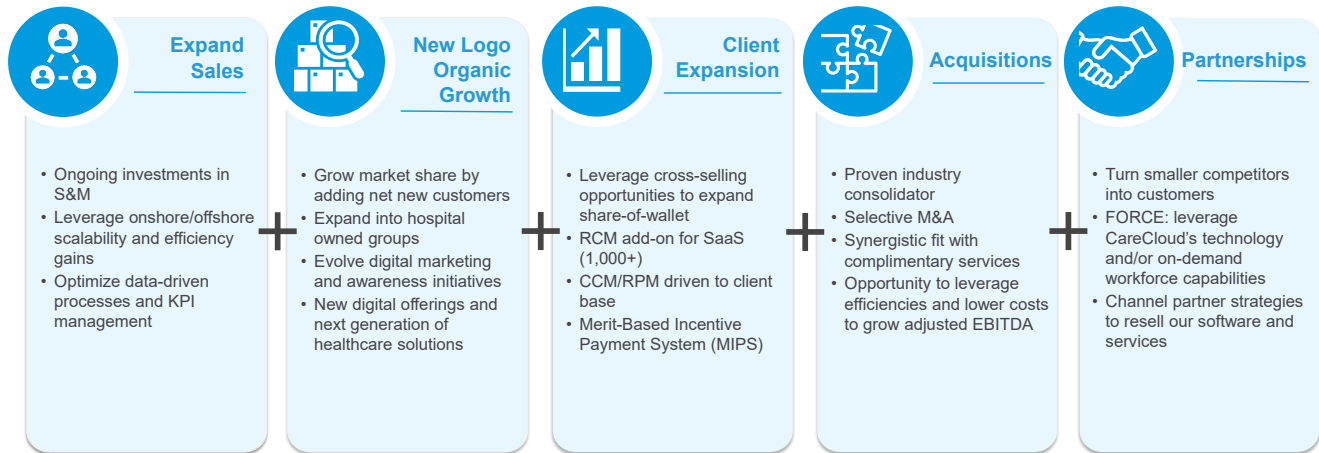 Expand
Sales
• Ongoing investments in
S&M
• Leverage onshore/offshore
scalability and efficiency
gains
• Optimize data-driven
processes and KPI
management
+
New Logo
Organic
Growth
• Grow market share by
adding net new customers
• Expand into hospital
owned groups
• Evolve digital marketing
and awareness initiatives
• New digital offerings and
next generation of
healthcare solutions
+
Client
Expansion
• Leverage cross-selling
opportunities to expand
share-of-wallet
• RCM add-on for SaaS
(1,000+)
• CCM/RPM driven to client
base
• Merit-Based Incentive
Payment System (MIPS)
+
Acquisitions
• Proven industry
consolidator
• Selective M&A
• Synergistic fit with
complimentary services
• Opportunity to leverage
efficiencies and lower costs
to grow adjusted EBITDA
+
Partnerships
• Turn smaller competitors
into customers
• FORCE: leverage
CareCloud’s technology
and/or on-demand
workforce capabilities
• Channel partner strategies
to resell our software and
services